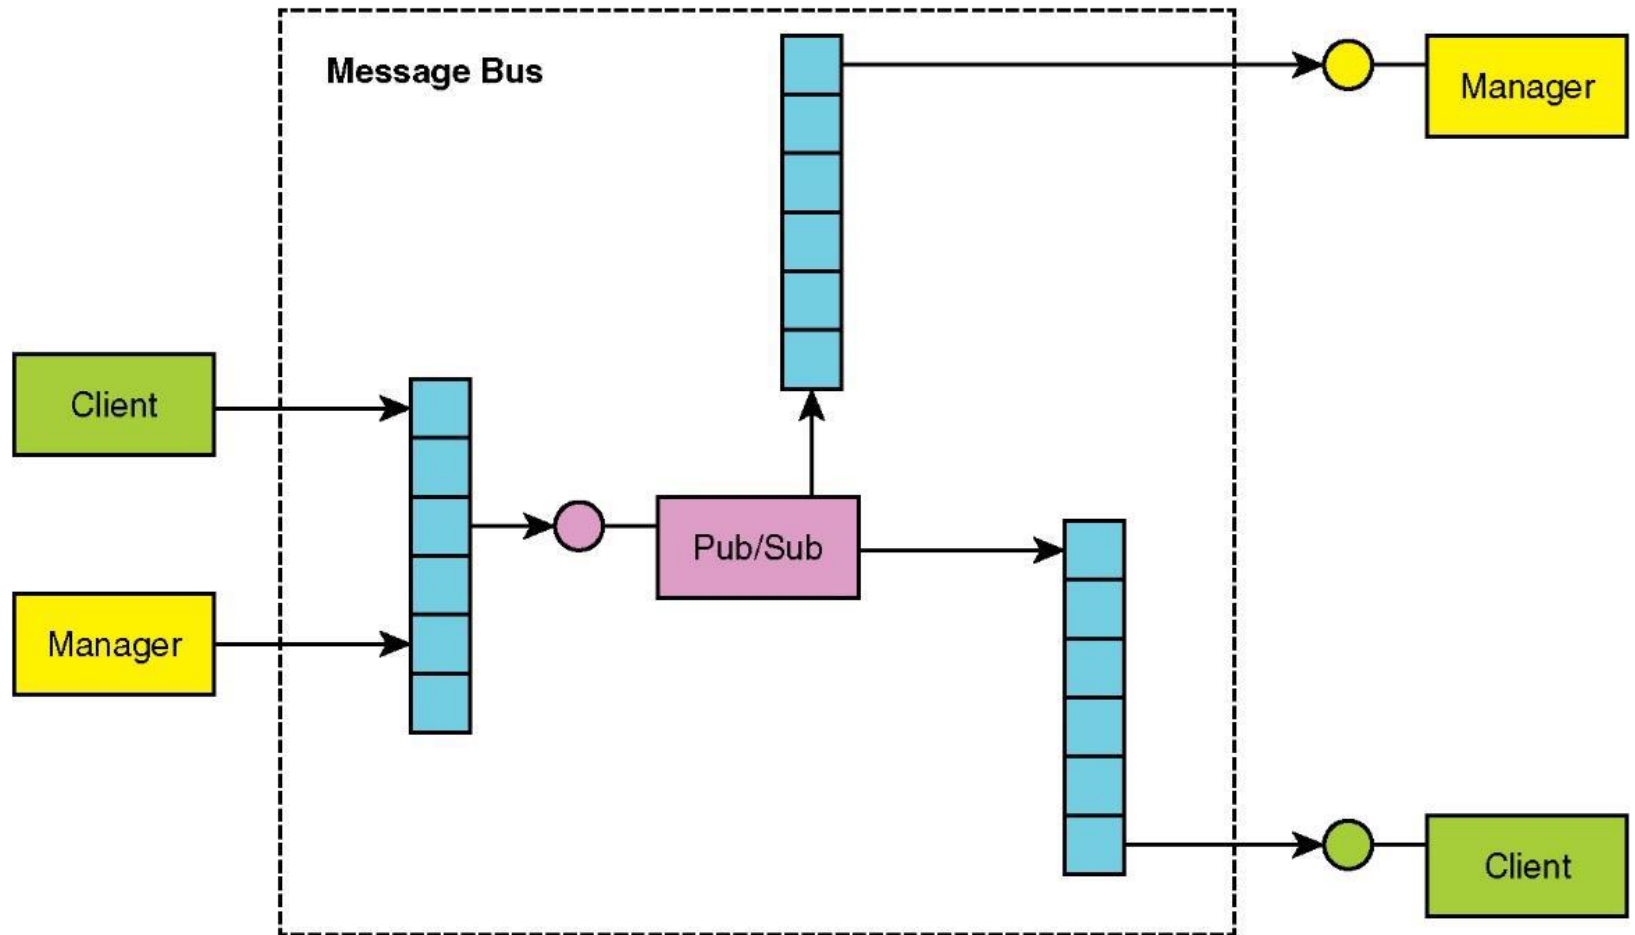 Message Bus
Manager
Client
Pub/Sub
Manager
Client